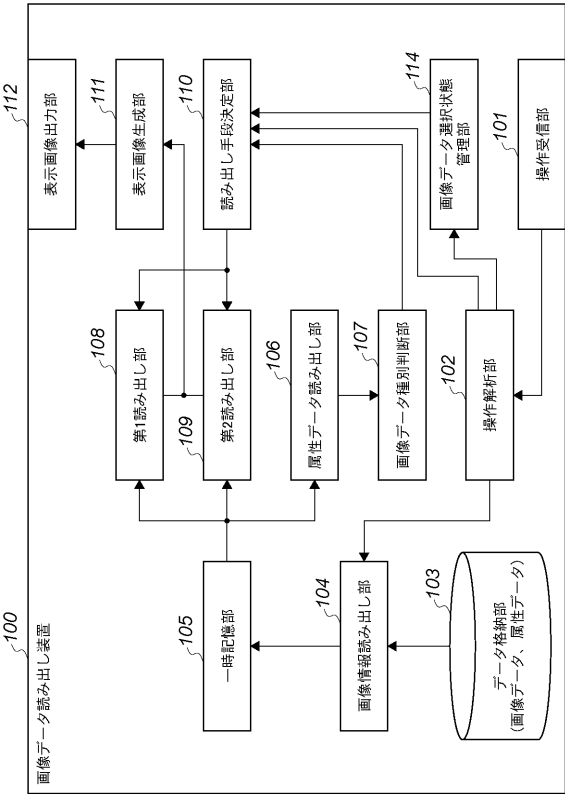 100
画像データ読み出し装置
105
一時記憶部
104
画像情報読み出し部
103
データ格納部
(画像データ、属性データ)
108
第1読み出し部
109
第2読み出し部
106
属性データ読み出し部
107
画像データ種別判断部
102
操作解析部
112
表示画像出力部
111
表示画像生成部
110
読み出し手段決定部
114
画像データ選択状態
管理部
101
操作受信部